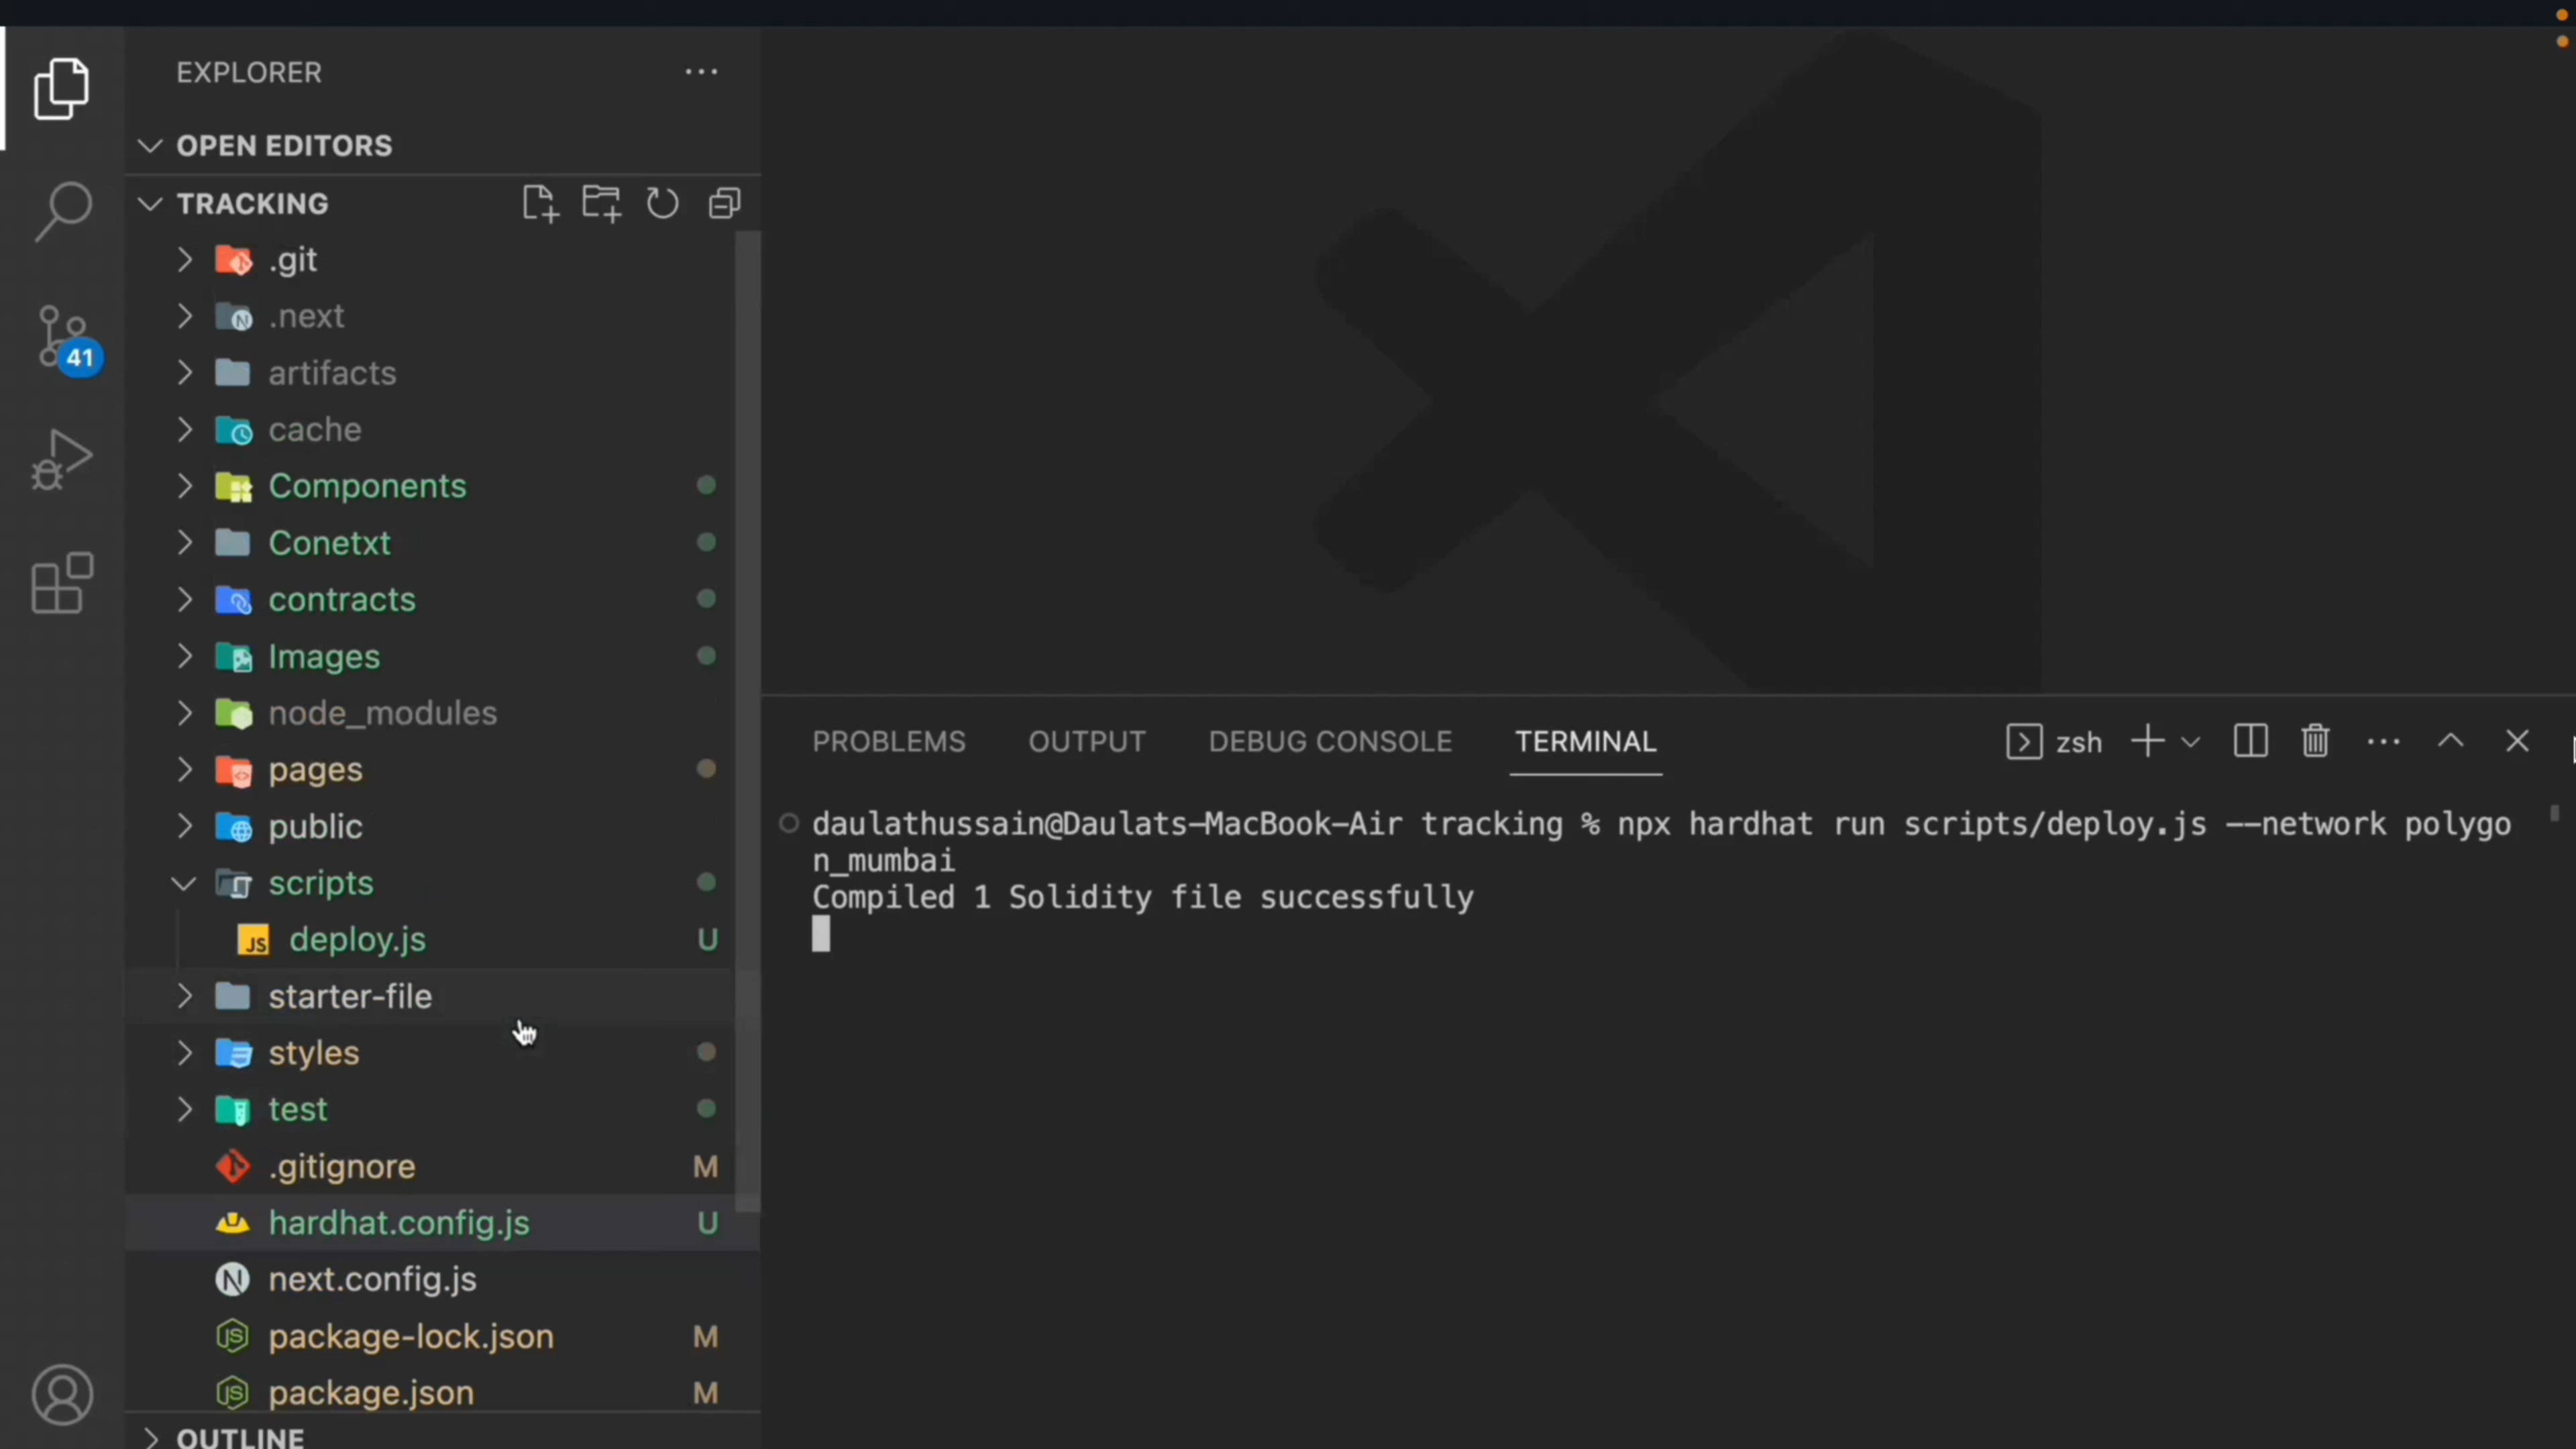 EXPLORER
OPEN EDITORS
TRACKING
.git
.next
artifacts
cache
Components
Conetxt
contracts
Images
node_modules
pages
public
scripts
JS deploy.js U
starter-file
styles
test
.gitignore M
hardhat.config.js U
N next.config.js
JS package-lock.json M
JS package.json M
OUTLINE
41
PROBLEMS OUTPUT DEBUG CONSOLE TERMINAL zsh
daulathussain@Daulats-MacBook-Air tracking % npx hardhat run scripts/deploy.js --network polygo
n_mumbai
Compiled 1 Solidity file successfully